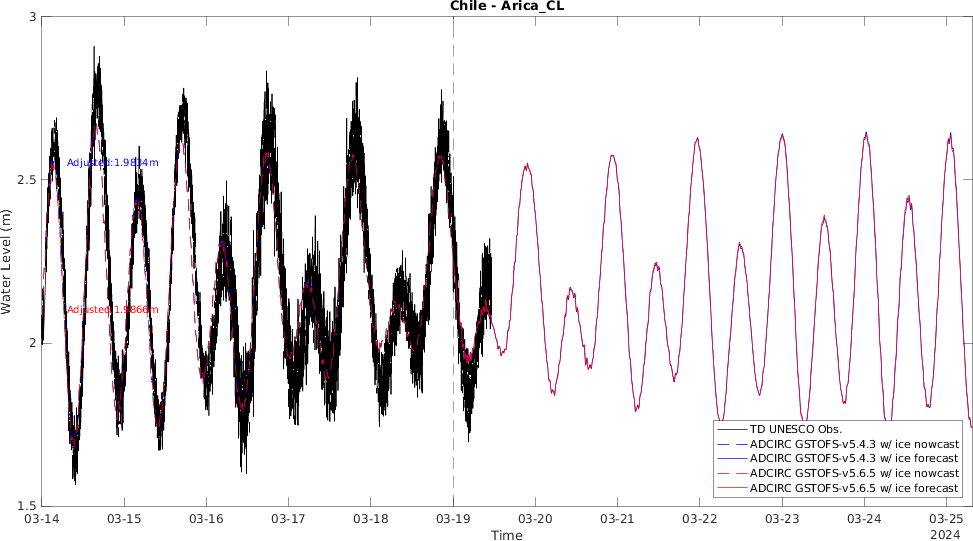 Chile - Arica_CL
3
2.5
2
1.5
Water Level (m)
Adjusted:1.9834m
Adjusted:1.9866m
TD UNESCO Obs.
ADCIRC GSTOFS-v5.4.3 w/ ice nowcast
ADCIRC GSTOFS-v5.4.3 w/ ice forecast
ADCIRC GSTOFS-v5.6.5 w/ ice nowcast
ADCIRC GSTOFS-v5.6.5 w/ ice forecast
03-14 03-15 03-16 03-17 03-18 03-19 03-20 03-21 03-22 03-23 03-24 03-25
Time
2024